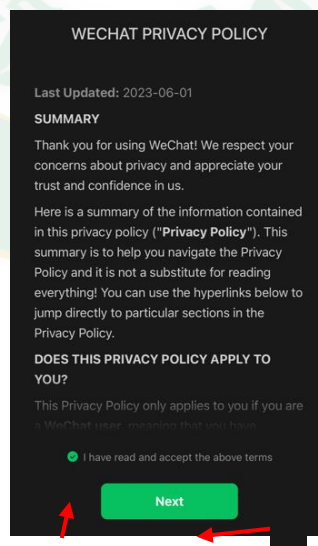 WECHAT PRIVACY POLICY
Last Updated: 2023-06-01
SUMMARY
Thank you for using WeChat! We respect your
concerns about privacy and appreciate your
trust and confidence in us.
Here is a summary of the information contained
in this privacy policy ("Privacy Policy"). This
summary is to help you navigate the Privacy
Policy and it is not a substitute for reading
everything! You can use the hyperlinks below to
jump directly to particular sections in the
Privacy Policy.
DOES THIS PRIVACY POLICY APPLY TO
YOU?
This Privacy Policy only applies to you if you are
a WeChat user, meaning that you have
I have read and accept the above terms
Next